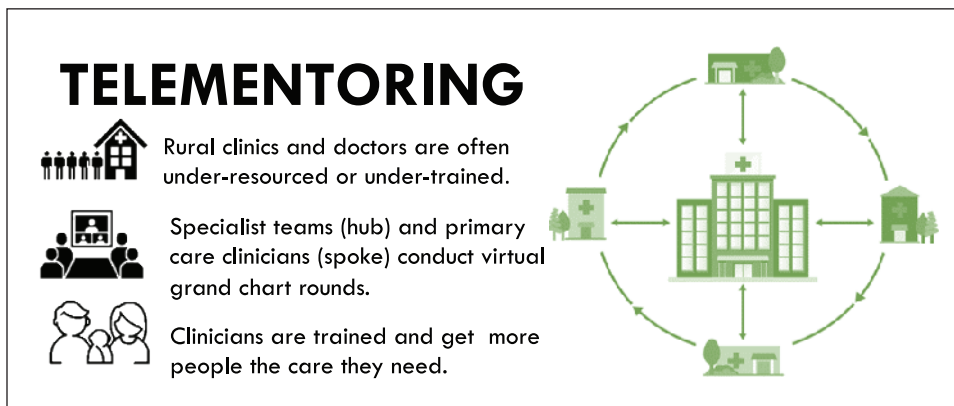 TELEMENTORING
Rural clinics and doctors are often
under-resourced or under-trained.
Specialist teams (hub) and primary
care clinicians (spoke) conduct virtual
grand chart rounds.
Clinicians are trained and get more
people the care they need.